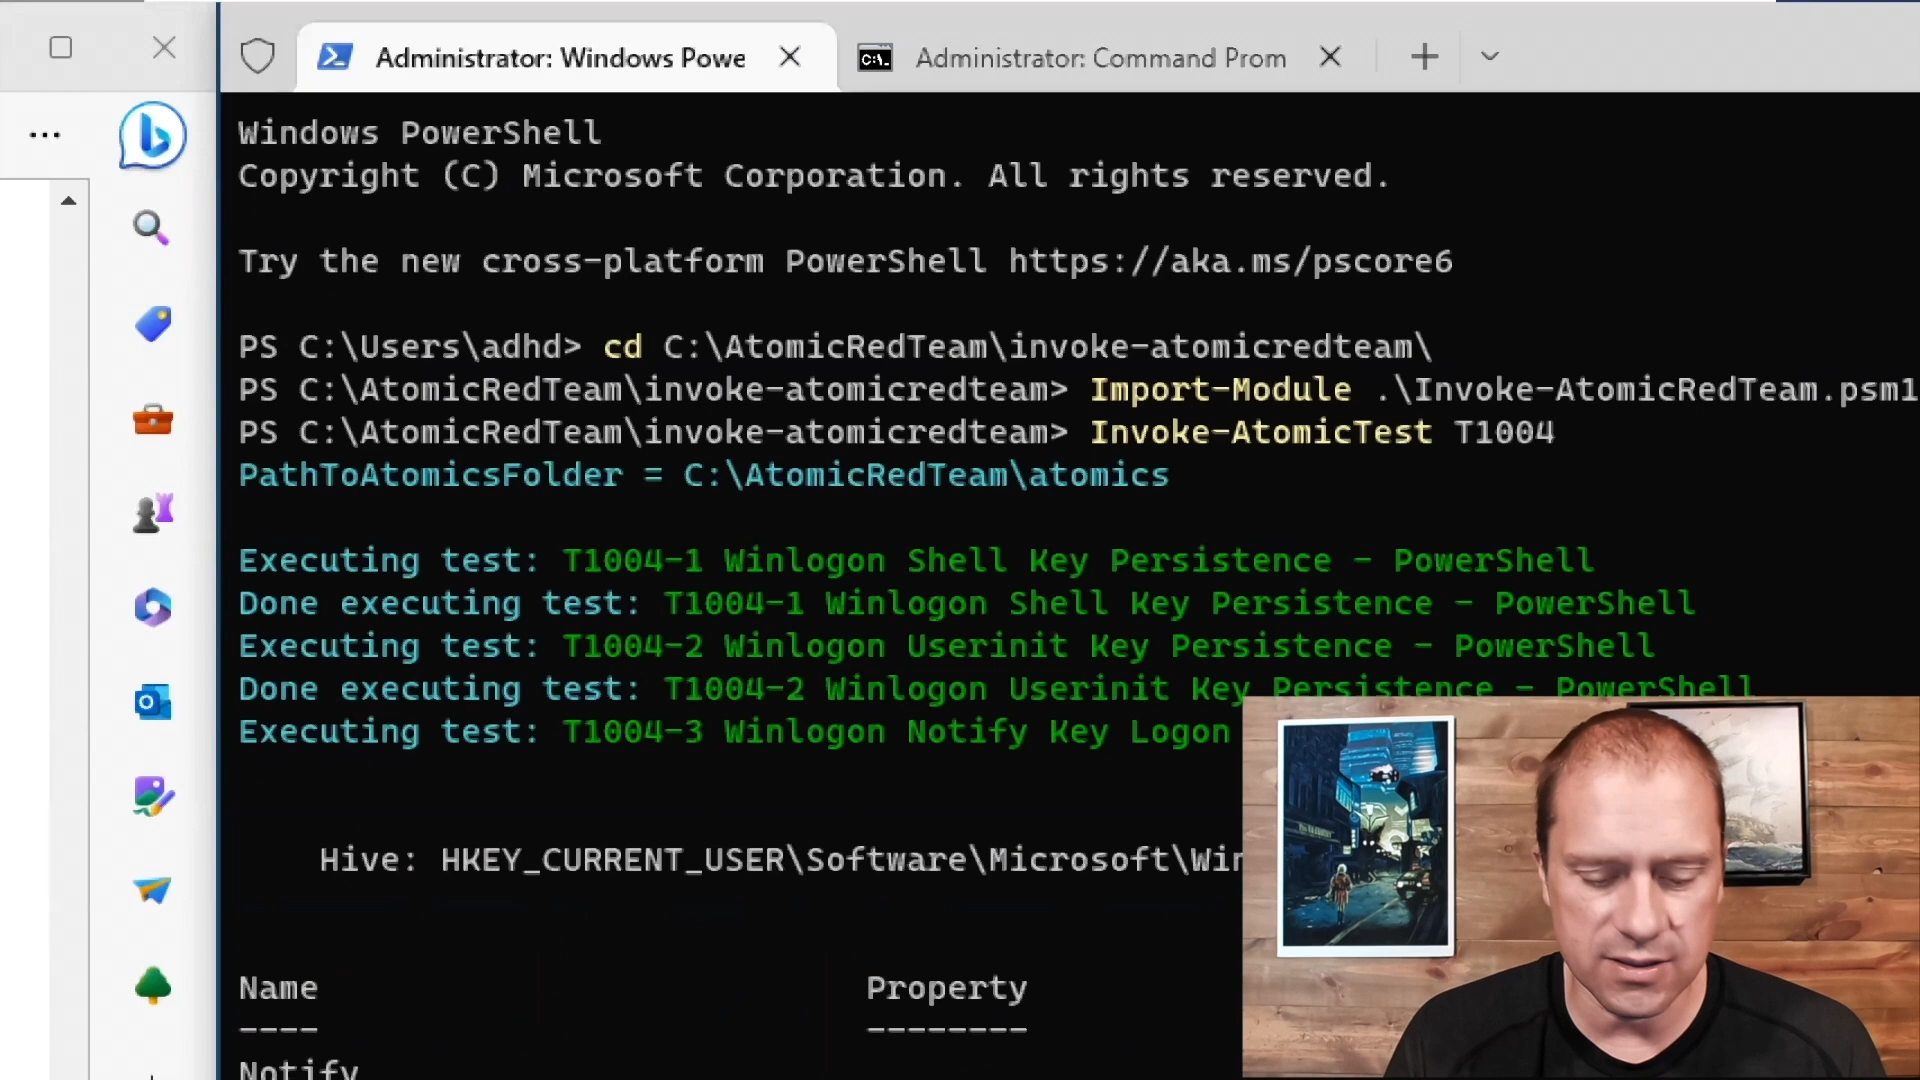 Administrator: Windows Powe
Administrator: Command Prom
Windows PowerShell
Copyright (C) Microsoft Corporation. All rights reserved.
Try the new cross-platform PowerShell https://aka.ms/pscore6
PS C:\Users\adhd> cd C:\AtomicRedTeam\invoke-atomicredteam\
PS C:\AtomicRedTeam\invoke-atomicredteam> Import-Module .\Invoke-AtomicRedTeam.psm1
PS C:\AtomicRedTeam\invoke-atomicredteam> Invoke-AtomicTest T1004
PathToAtomicsFolder = C:\AtomicRedTeam\atomics
Executing test: T1004-1 Winlogon Shell Key Persistence - PowerShell
Done executing test: T1004-1 Winlogon Shell Key Persistence - PowerShell
Executing test: T1004-2 Winlogon Userinit Key Persistence - PowerShell
Done executing test: T1004-2 Winlogon Userinit Key Persistence - PowerShell
Executing test: T1004-3 Winlogon Notify Key Logon
Hive: HKEY_CURRENT_USER\Software\Microsoft\Win
Name Property
---- --------
Notify